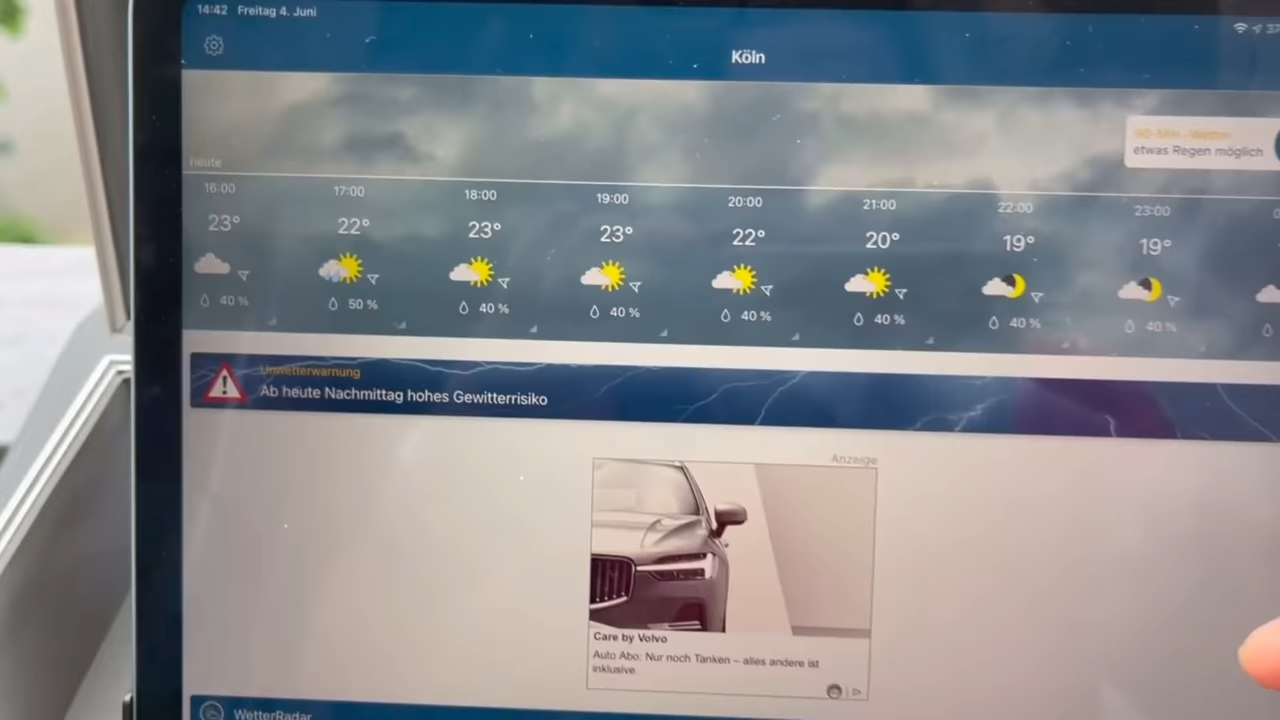 14:42 Freitag 4. Juni
Köln
90-Min.-Wetter
etwas Regen möglich
heute
16:00 17:00 18:00 19:00 20:00 21:00 22:00 23:00
23° 22° 23° 23° 22° 20° 19° 19°
40 % 50 % 40 % 40 % 40 % 40 % 40 % 40 %
Unwetterwarnung
Ab heute Nachmittag hohes Gewitterrisiko
Anzeige
Care by Volvo
Auto Abo: Nur noch Tanken – alles andere ist
inklusive.
WetterRadar